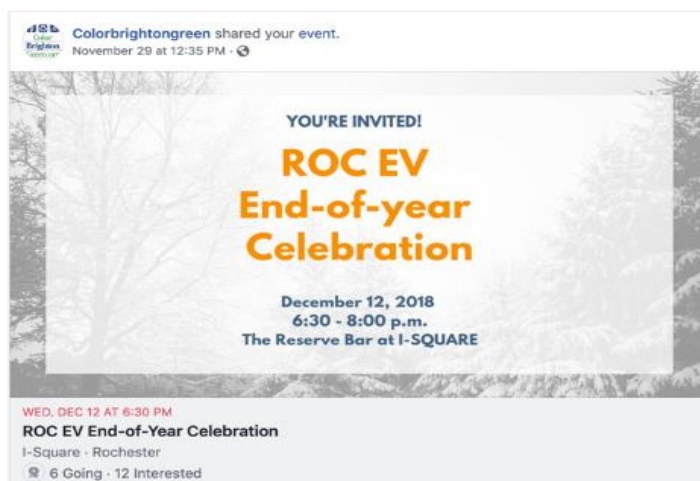 Colorbrightongreen shared your event.
November 29 at 12:35 PM ·
Color
Brighton
YOU'RE INVITED!
ROC EV
End-of-year
Celebration
December 12, 2018
6:30 - 8:00 p.m.
The Reserve Bar at I-SQUARE
WED, DEC 12 AT 6:30 PM
ROC EV End-of-Year Celebration
I-Square · Rochester
6 Going · 12 Interested